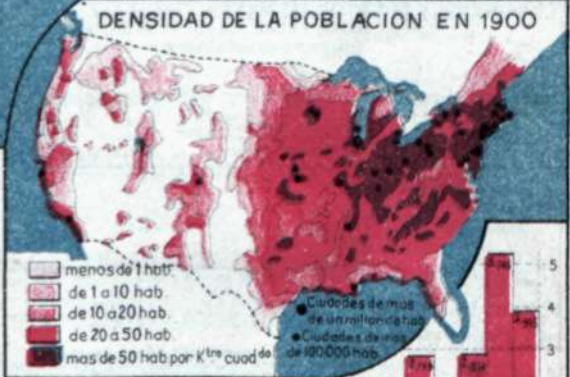 DENSIDAD DE LA POBLACION EN 1900
menos de 1 hab.
de 1 a 10 hab.
de 10 a 20 hab.
de 20 a 50 hab.
mas de 50 hab por K^tro cuad^do
Ciudades de mas
de un millon de hab.
Ciudades de mas
de 100000 hab.
5
4
3